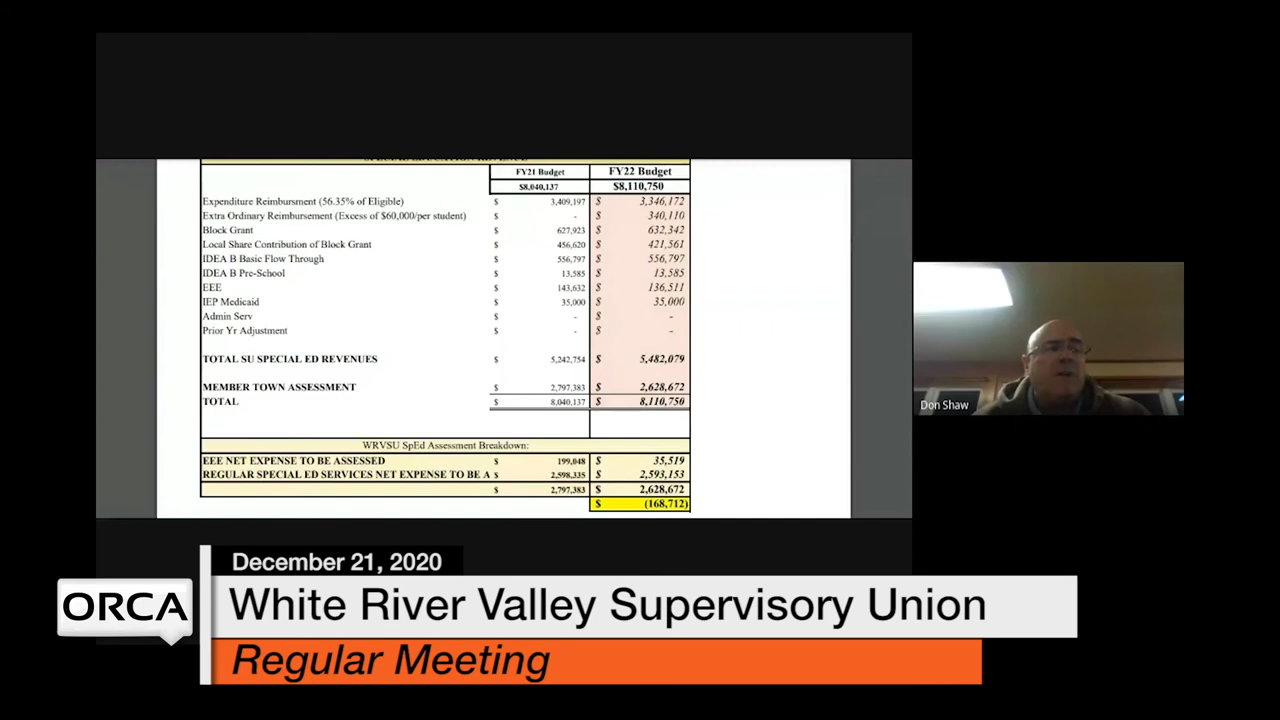 FY21 Budget FY22 Budget
$8,040,137 $8,110,750
Expenditure Reimbursment (56.35% of Eligible) $ 3,409,197 $ 3,346,172
Extra Ordinary Reimbursement (Excess of $60,000/per student) $ - $ 340,110
Block Grant $ 627,923 $ 632,342
Local Share Contribution of Block Grant $ 456,620 $ 421,561
IDEA B Basic Flow Through $ 556,797 $ 556,797
IDEA B Pre-School $ 13,585 $ 13,585
EEE $ 143,632 $ 136,511
IEP Medicaid $ 35,000 $ 35,000
Admin Serv $ - $ -
Prior Yr Adjustment $ - $ -
TOTAL SU SPECIAL ED REVENUES $ 5,242,754 $ 5,482,079
MEMBER TOWN ASSESSMENT $ 2,797,383 $ 2,628,672
TOTAL $ 8,040,137 $ 8,110,750
WRVSU SpEd Assessment Breakdown:
EEE NET EXPENSE TO BE ASSESSED $ 199,048 $ 35,519
REGULAR SPECIAL ED SERVICES NET EXPENSE TO BE A $ 2,598,335 $ 2,593,153
$ 2,797,383 $ 2,628,672
$ (168,712)
Don Shaw
December 21, 2020
ORCA
White River Valley Supervisory Union
Regular Meeting